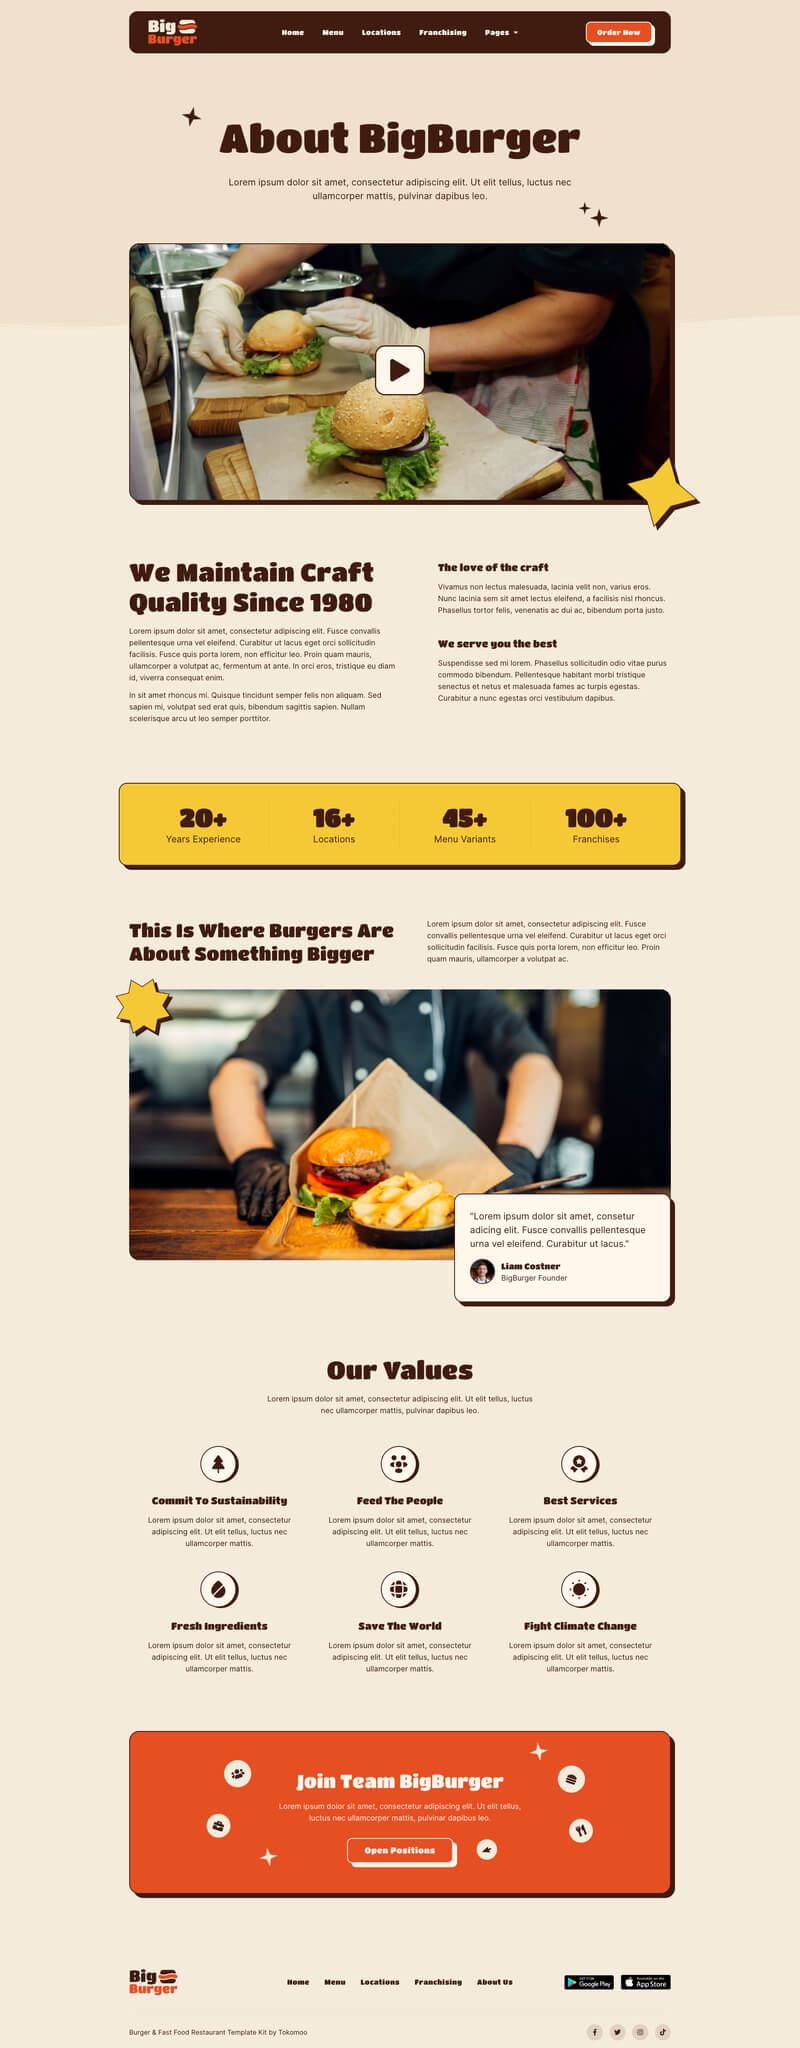 Big
Burger
Home Menu Locations Franchising Pages
Order Now
About BigBurger
Lorem ipsum dolor sit amet, consectetur adipiscing elit. Ut elit tellus, luctus nec
ullamcorper mattis, pulvinar dapibus leo.
We Maintain Craft
Quality Since 1980
Lorem ipsum dolor sit amet, consectetur adipiscing elit. Fusce convallis
pellentesque urna vel eleifend. Curabitur ut lacus eget orci sollicitudin
facilisis. Fusce quis porta lorem, non efficitur leo. Proin quam mauris,
ullamcorper a volutpat ac, fermentum at ante. In orci eros, tristique eu diam
id, viverra consequat enim.
In sit amet rhoncus mi. Quisque tincidunt semper felis non aliquam. Sed
sapien mi, volutpat sed erat quis, bibendum sagittis sapien. Nullam
scelerisque arcu ut leo semper porttitor.
The love of the craft
Vivamus non lectus malesuada, lacinia velit non, varius eros.
Nunc lacinia sem sit amet lectus eleifend, a facilisis nisl rhoncus.
Phasellus tortor felis, venenatis ac dui ac, bibendum porta justo.
We serve you the best
Suspendisse sed mi lorem. Phasellus sollicitudin odio vitae purus
commodo bibendum. Pellentesque habitant morbi tristique
senectus et netus et malesuada fames ac turpis egestas.
Curabitur a nunc egestas orci vestibulum dapibus.
20+ 16+ 45+ 100+
Years Experience Locations Menu Variants Franchises
This Is Where Burgers Are
About Something Bigger
Lorem ipsum dolor sit amet, consectetur adipiscing elit. Fusce
convallis pellentesque urna vel eleifend. Curabitur ut lacus eget orci
sollicitudin facilisis. Fusce quis porta lorem, non efficitur leo. Proin
quam mauris, ullamcorper a volutpat ac.
"Lorem ipsum dolor sit amet, consetur
adicing elit. Fusce convallis pellentesque
urna vel eleifend. Curabitur ut lacus."
Liam Costner
BigBurger Founder
Our Values
Lorem ipsum dolor sit amet, consectetur adipiscing elit. Ut elit tellus, luctus
nec ullamcorper mattis, pulvinar dapibus leo.
Commit To Sustainability
Lorem ipsum dolor sit amet, consectetur
adipiscing elit. Ut elit tellus, luctus nec
ullamcorper mattis.
Feed The People
Lorem ipsum dolor sit amet, consectetur
adipiscing elit. Ut elit tellus, luctus nec
ullamcorper mattis.
Best Services
Lorem ipsum dolor sit amet, consectetur
adipiscing elit. Ut elit tellus, luctus nec
ullamcorper mattis.
Fresh Ingredients
Lorem ipsum dolor sit amet, consectetur
adipiscing elit. Ut elit tellus, luctus nec
ullamcorper mattis.
Save The World
Lorem ipsum dolor sit amet, consectetur
adipiscing elit. Ut elit tellus, luctus nec
ullamcorper mattis.
Fight Climate Change
Lorem ipsum dolor sit amet, consectetur
adipiscing elit. Ut elit tellus, luctus nec
ullamcorper mattis.
Join Team BigBurger
Lorem ipsum dolor sit amet, consectetur adipiscing elit. Ut elit tellus,
luctus nec ullamcorper mattis, pulvinar dapibus leo.
Open Positions
Big
Burger
Home Menu Locations Franchising About Us
GET IT ON
Google Play
Available on the
App Store
Burger & Fast Food Restaurant Template Kit by Tokomoo